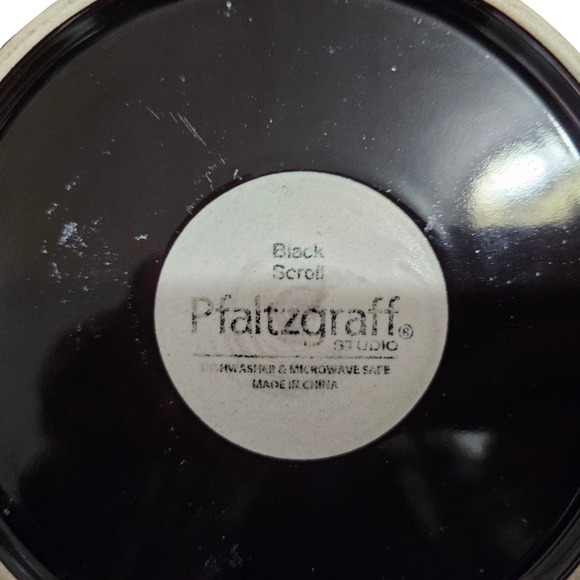 Black
Scroll
Pfaltzgraff®
STUDIO
DISHWASHER & MICROWAVE SAFE
MADE IN CHINA